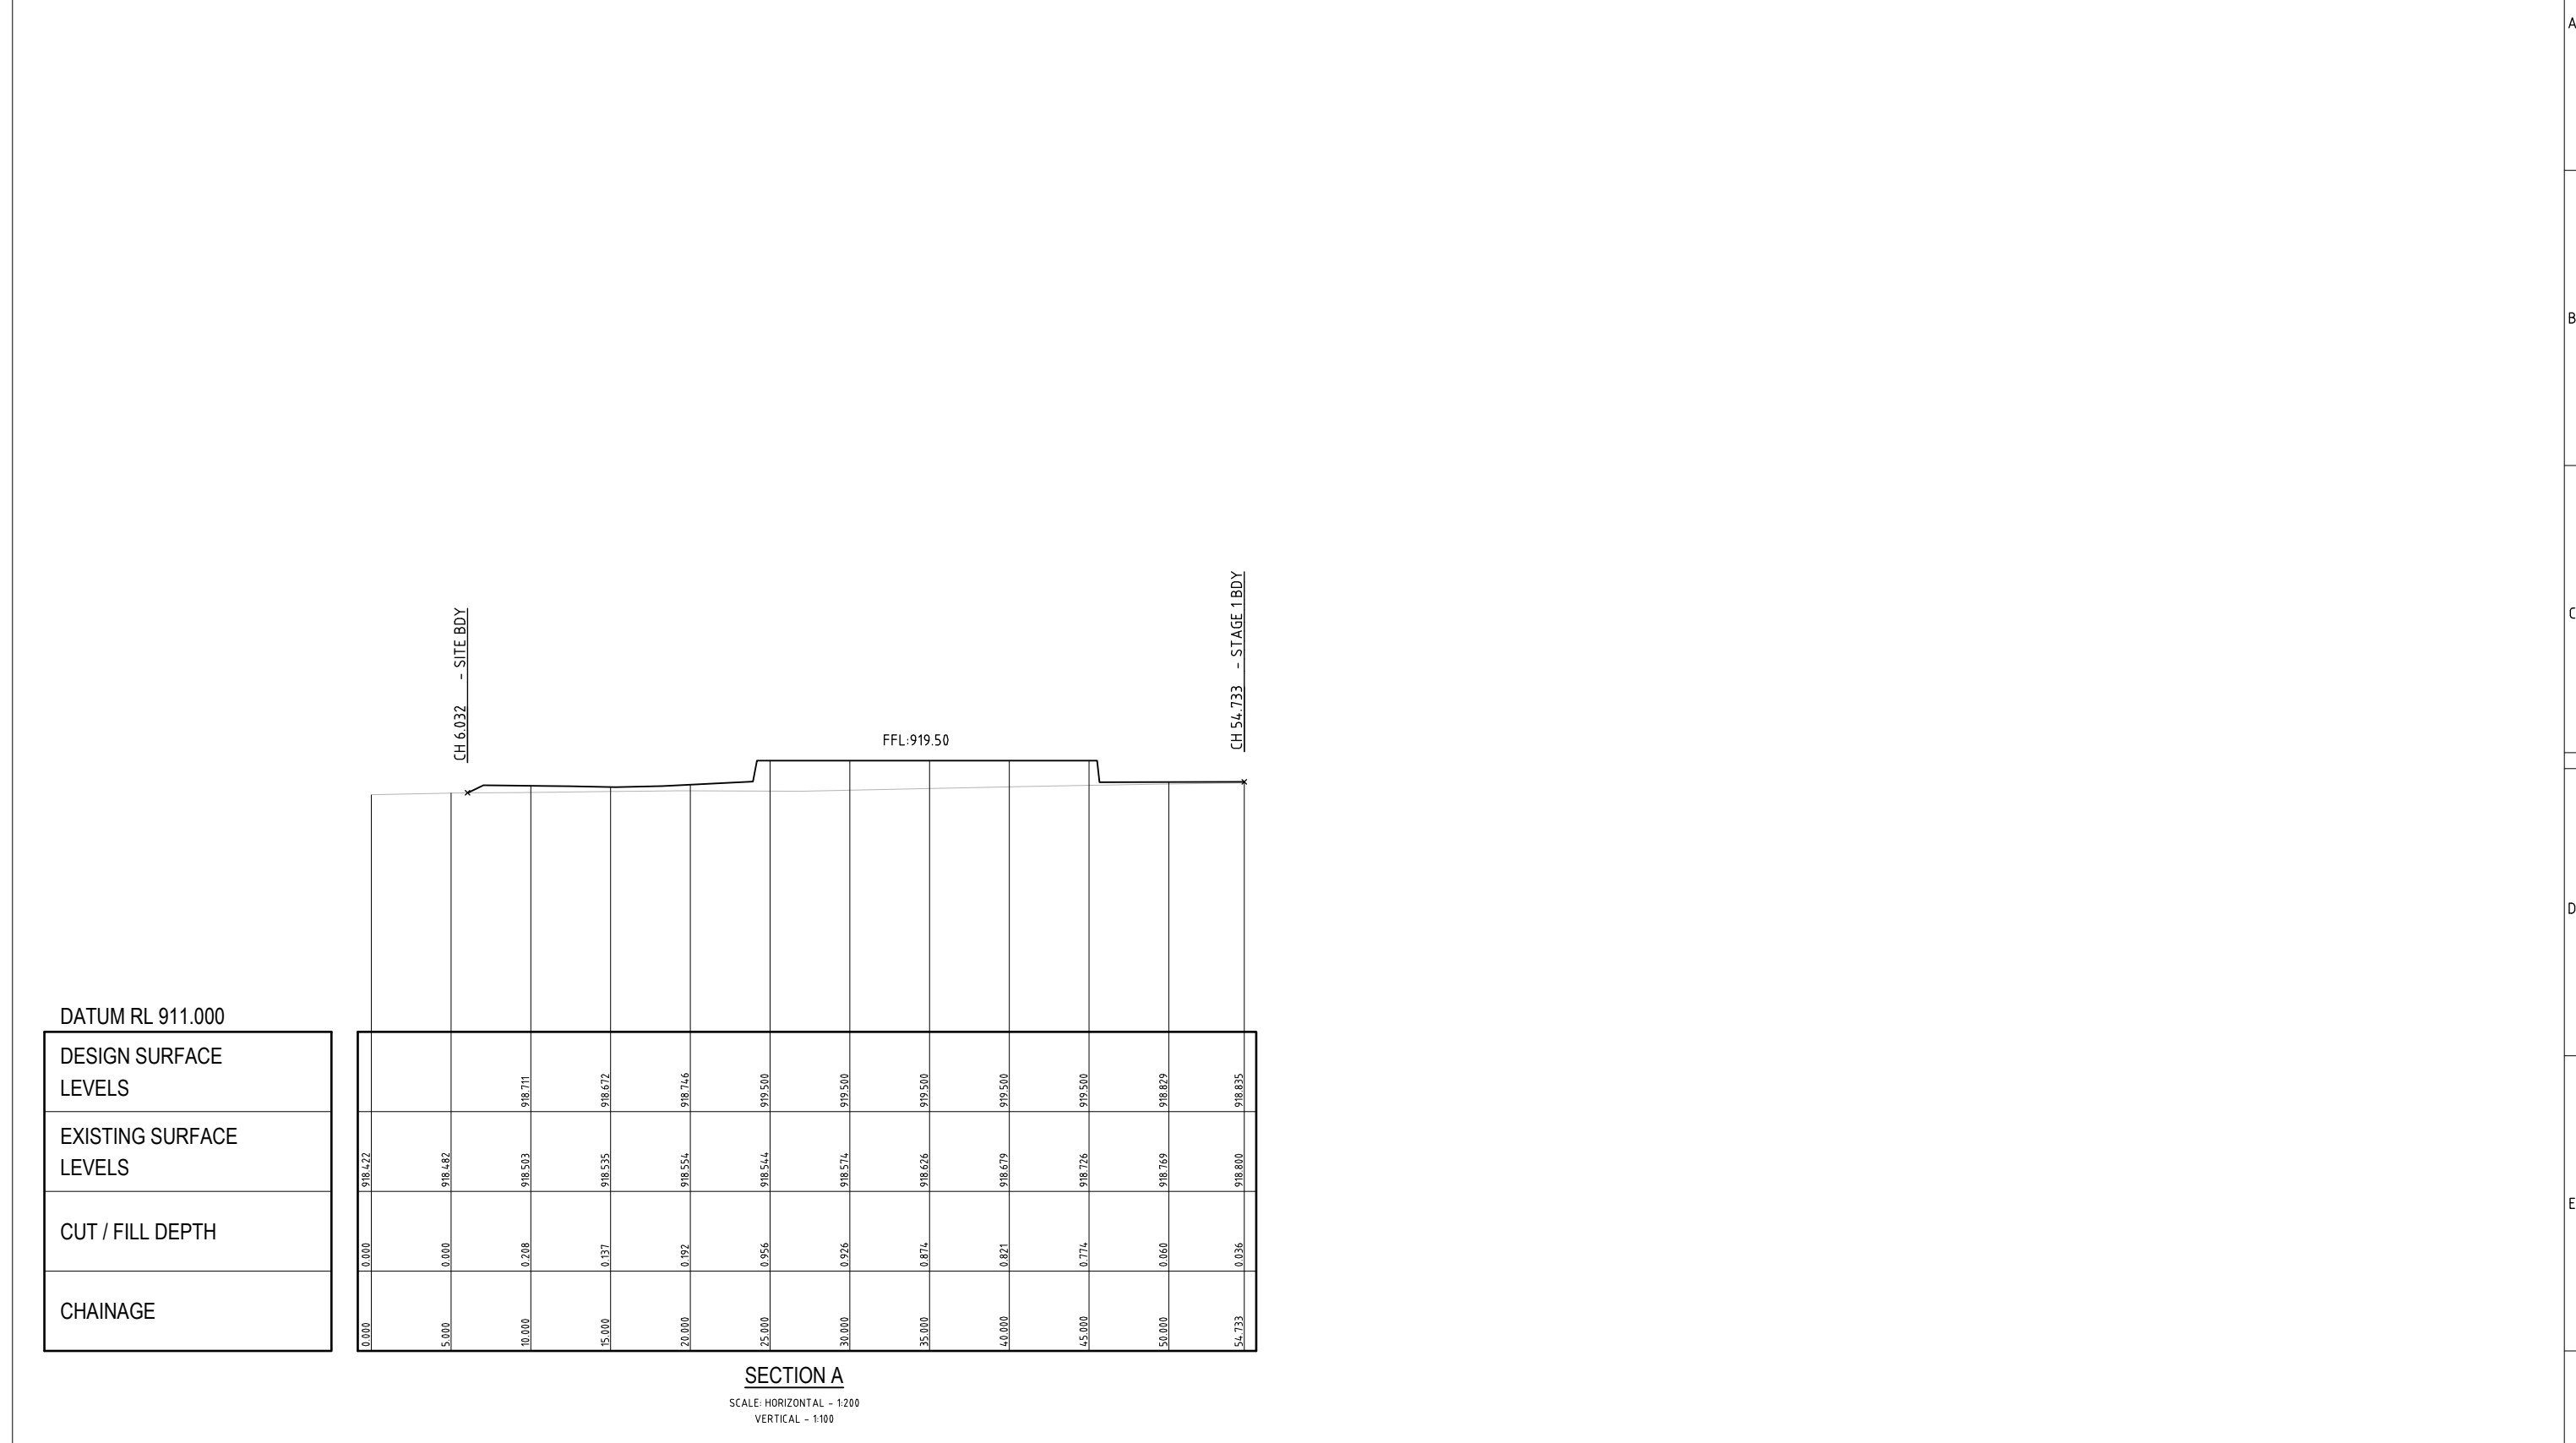 A
B
C
D
E
CH 6.032 - SITE BDY
CH 54.733 - STAGE 1 BDY
FFL:919.50
DATUM RL 911.000
DESIGN SURFACE
LEVELS
918.711 918.672 918.746 919.500 919.500 919.500 919.500 919.500 918.829 918.835
EXISTING SURFACE
LEVELS
918.422 918.482 918.503 918.535 918.554 918.544 918.574 918.626 918.679 918.726 918.769 918.800
CUT / FILL DEPTH
0.000 0.000 0.208 0.137 0.192 0.956 0.926 0.874 0.821 0.774 0.060 0.036
CHAINAGE
0.000 5.000 10.000 15.000 20.000 25.000 30.000 35.000 40.000 45.000 50.000 54.733
SECTION A
SCALE: HORIZONTAL - 1:200
VERTICAL - 1:100